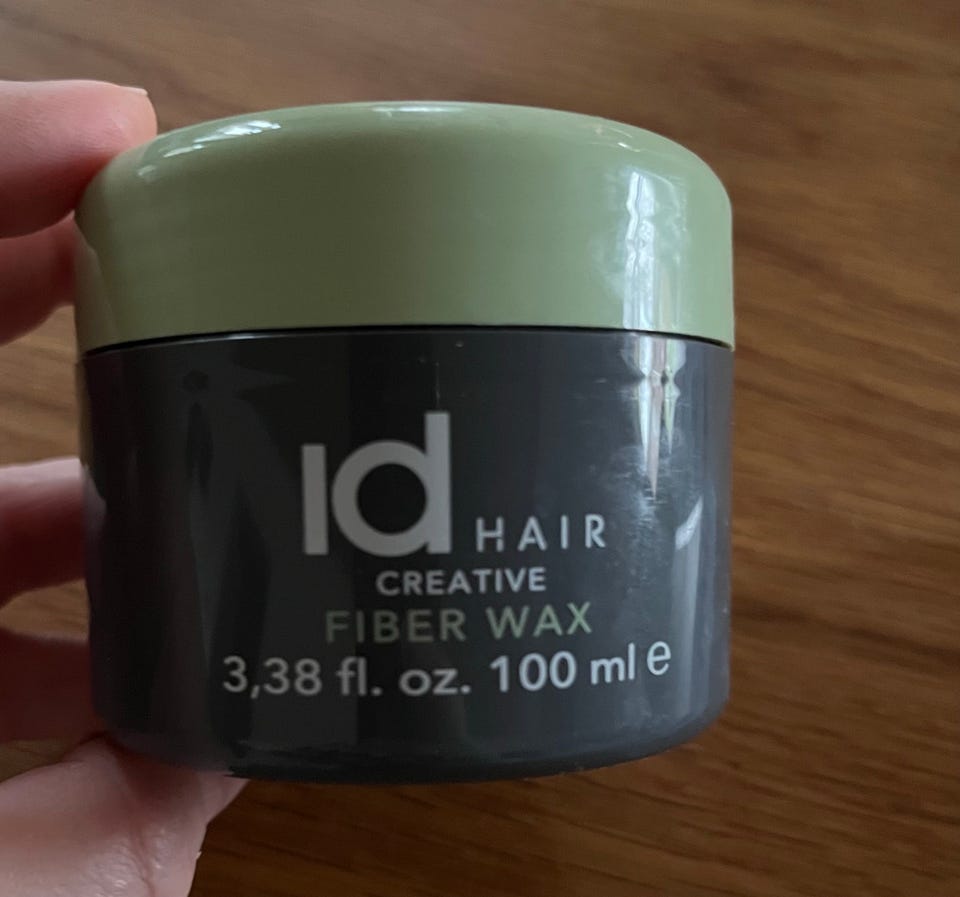 Id HAIR
CREATIVE
FIBER WAX
3,38 fl. oz. 100 ml e